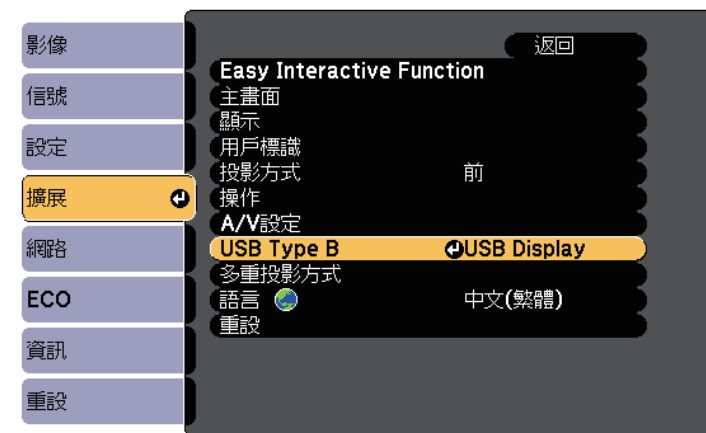 影像
信號
設定
擴展
網路
ECO
資訊
重設
返回
Easy Interactive Function
主畫面
顯示
用戶標識
投影方式 前
操作
A/V設定
USB Type B USB Display
多重投影方式
語言 中文(繁體)
重設